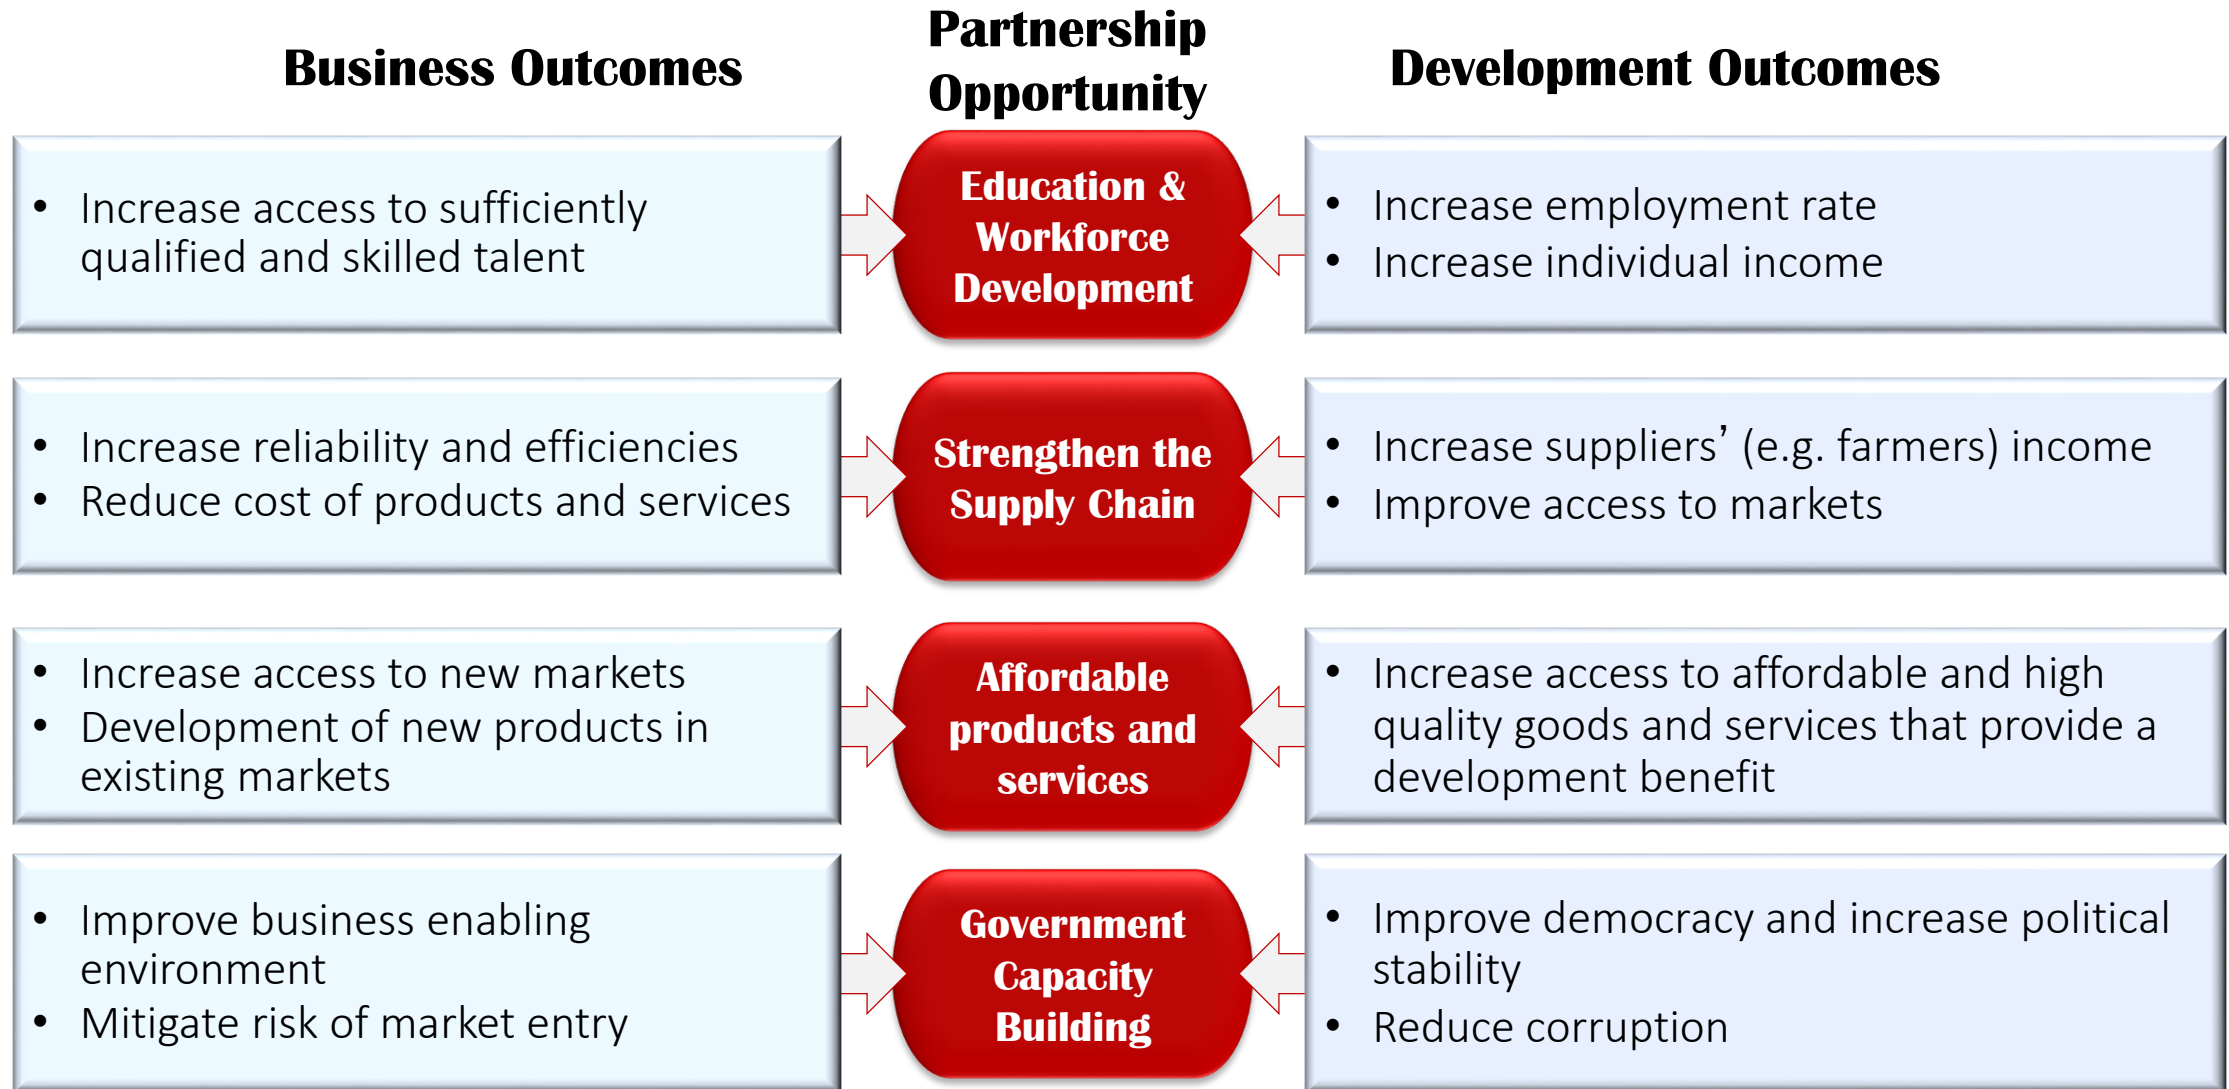 Business Outcomes
Partnership
Opportunity
Development Outcomes
• Increase access to sufficiently
qualified and skilled talent
Education &
Workforce
Development
• Increase employment rate
• Increase individual income
• Increase reliability and efficiencies
• Reduce cost of products and services
Strengthen the
Supply Chain
• Increase suppliers’ (e.g. farmers) income
• Improve access to markets
• Increase access to new markets
• Development of new products in
existing markets
Affordable
products and
services
• Increase access to affordable and high
quality goods and services that provide a
development benefit
• Improve business enabling
environment
• Mitigate risk of market entry
Government
Capacity
Building
• Improve democracy and increase political
stability
• Reduce corruption